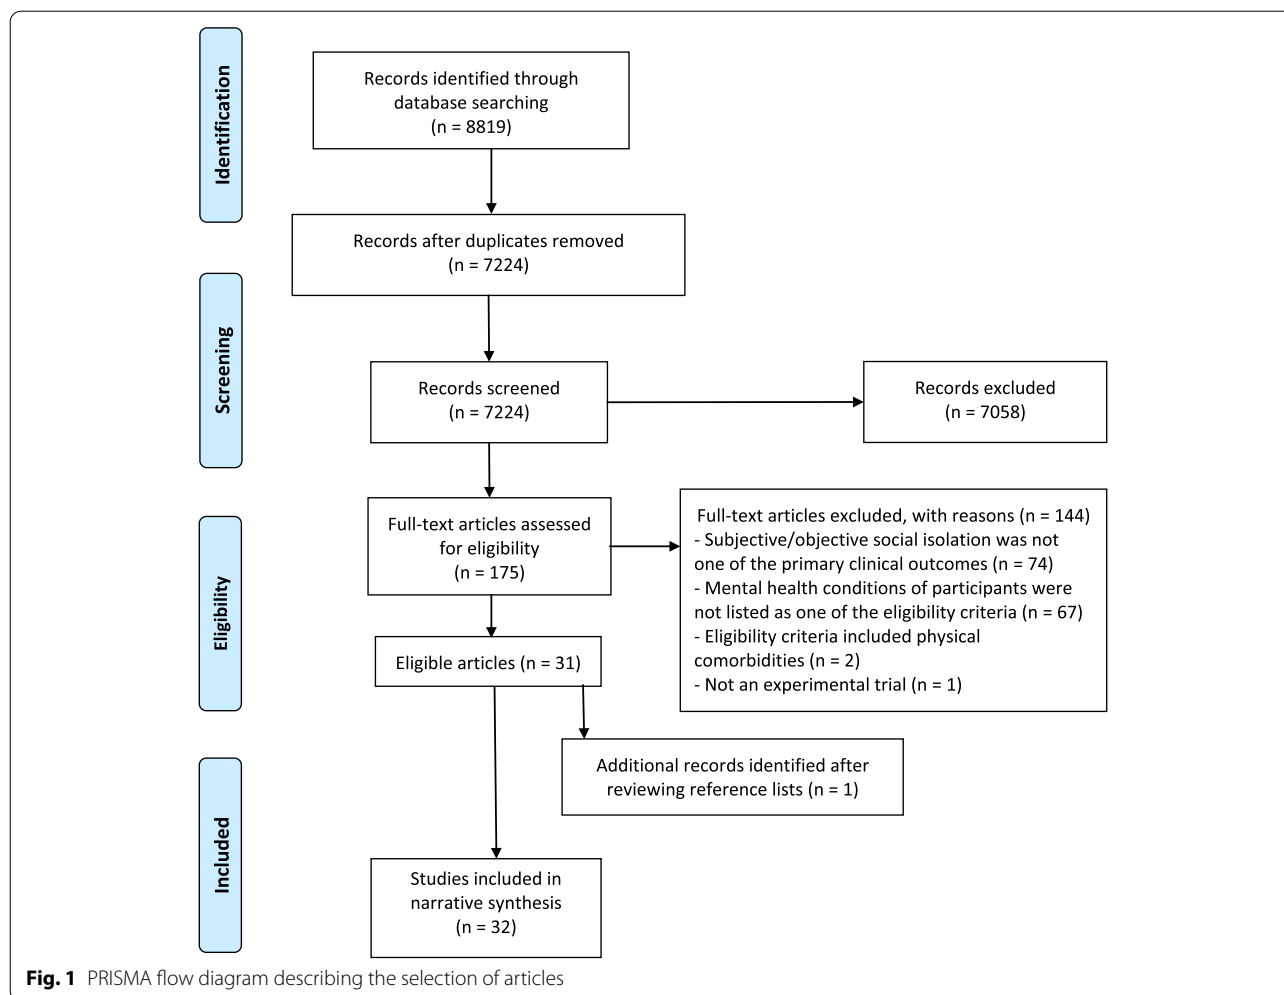 Identification
Records identified through
database searching
(n = 8819)
Records after duplicates removed
(n = 7224)
Screening
Records screened
(n = 7224)
Records excluded
(n = 7058)
Eligibility
Full-text articles assessed
for eligibility
(n = 175)
Full-text articles excluded, with reasons (n = 144)
- Subjective/objective social isolation was not
one of the primary clinical outcomes (n = 74)
- Mental health conditions of participants were
not listed as one of the eligibility criteria (n = 67)
- Eligibility criteria included physical
comorbidities (n = 2)
- Not an experimental trial (n = 1)
Eligible articles (n = 31)
Additional records identified after
reviewing reference lists (n = 1)
Included
Studies included in
narrative synthesis
(n = 32)
Fig. 1 PRISMA flow diagram describing the selection of articles